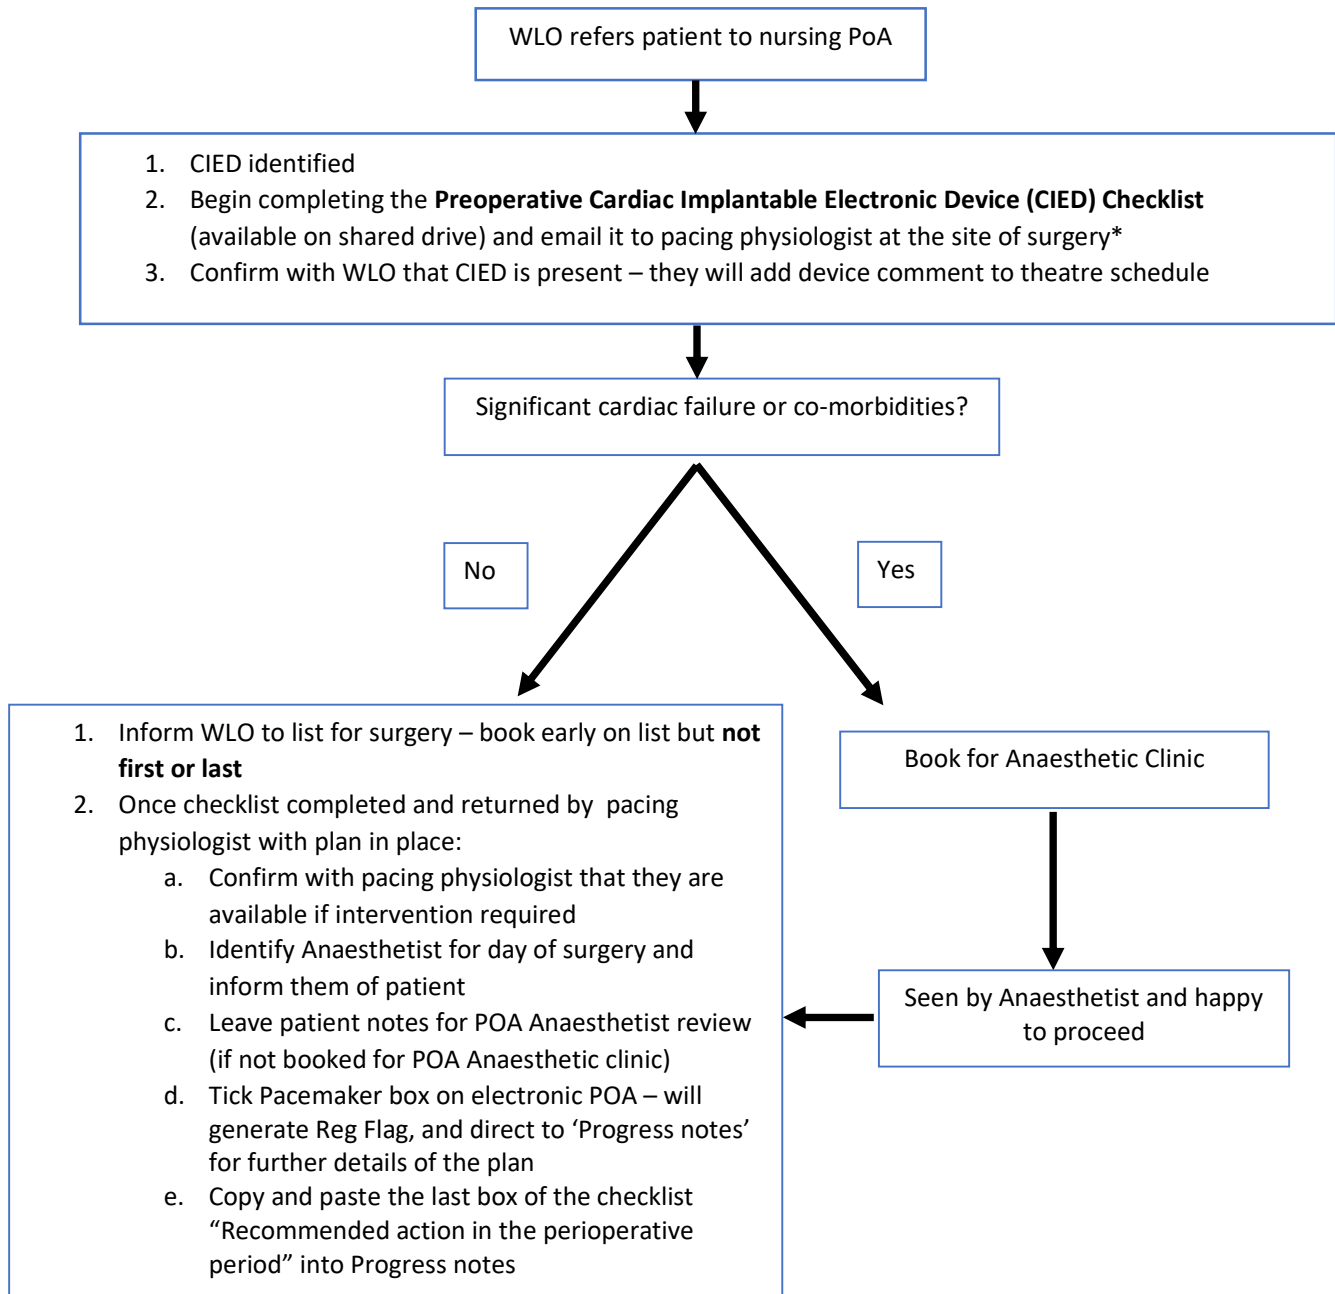 WLO refers patient to nursing PoA
1. CIED identified
2. Begin completing the Preoperative Cardiac Implantable Electronic Device (CIED) Checklist
(available on shared drive) and email it to pacing physiologist at the site of surgery*
3. Confirm with WLO that CIED is present – they will add device comment to theatre schedule
Significant cardiac failure or co-morbidities?
No
Yes
1. Inform WLO to list for surgery – book early on list but not
first or last
2. Once checklist completed and returned by pacing
physiologist with plan in place:
a. Confirm with pacing physiologist that they are
available if intervention required
b. Identify Anaesthetist for day of surgery and
inform them of patient
c. Leave patient notes for POA Anaesthetist review
(if not booked for POA Anaesthetic clinic)
d. Tick Pacemaker box on electronic POA – will
generate Reg Flag, and direct to ‘Progress notes’
for further details of the plan
e. Copy and paste the last box of the checklist
“Recommended action in the perioperative
period” into Progress notes
Book for Anaesthetic Clinic
Seen by Anaesthetist and happy
to proceed